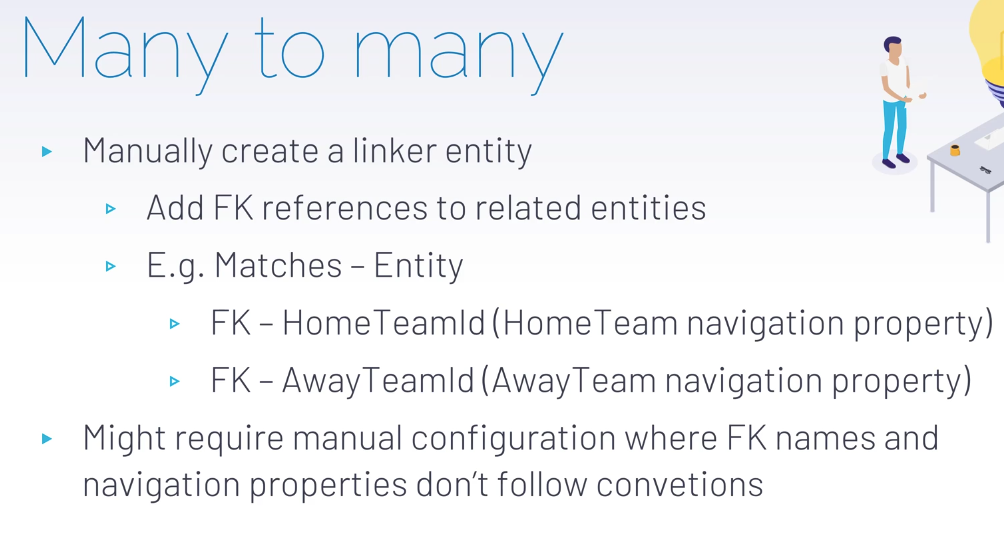 Many to many
Manually create a linker entity
Add FK references to related entities
E.g. Matches – Entity
FK – HomeTeamId (HomeTeam navigation property)
FK – AwayTeamId (AwayTeam navigation property)
Might require manual configuration where FK names and
navigation properties don’t follow convetions